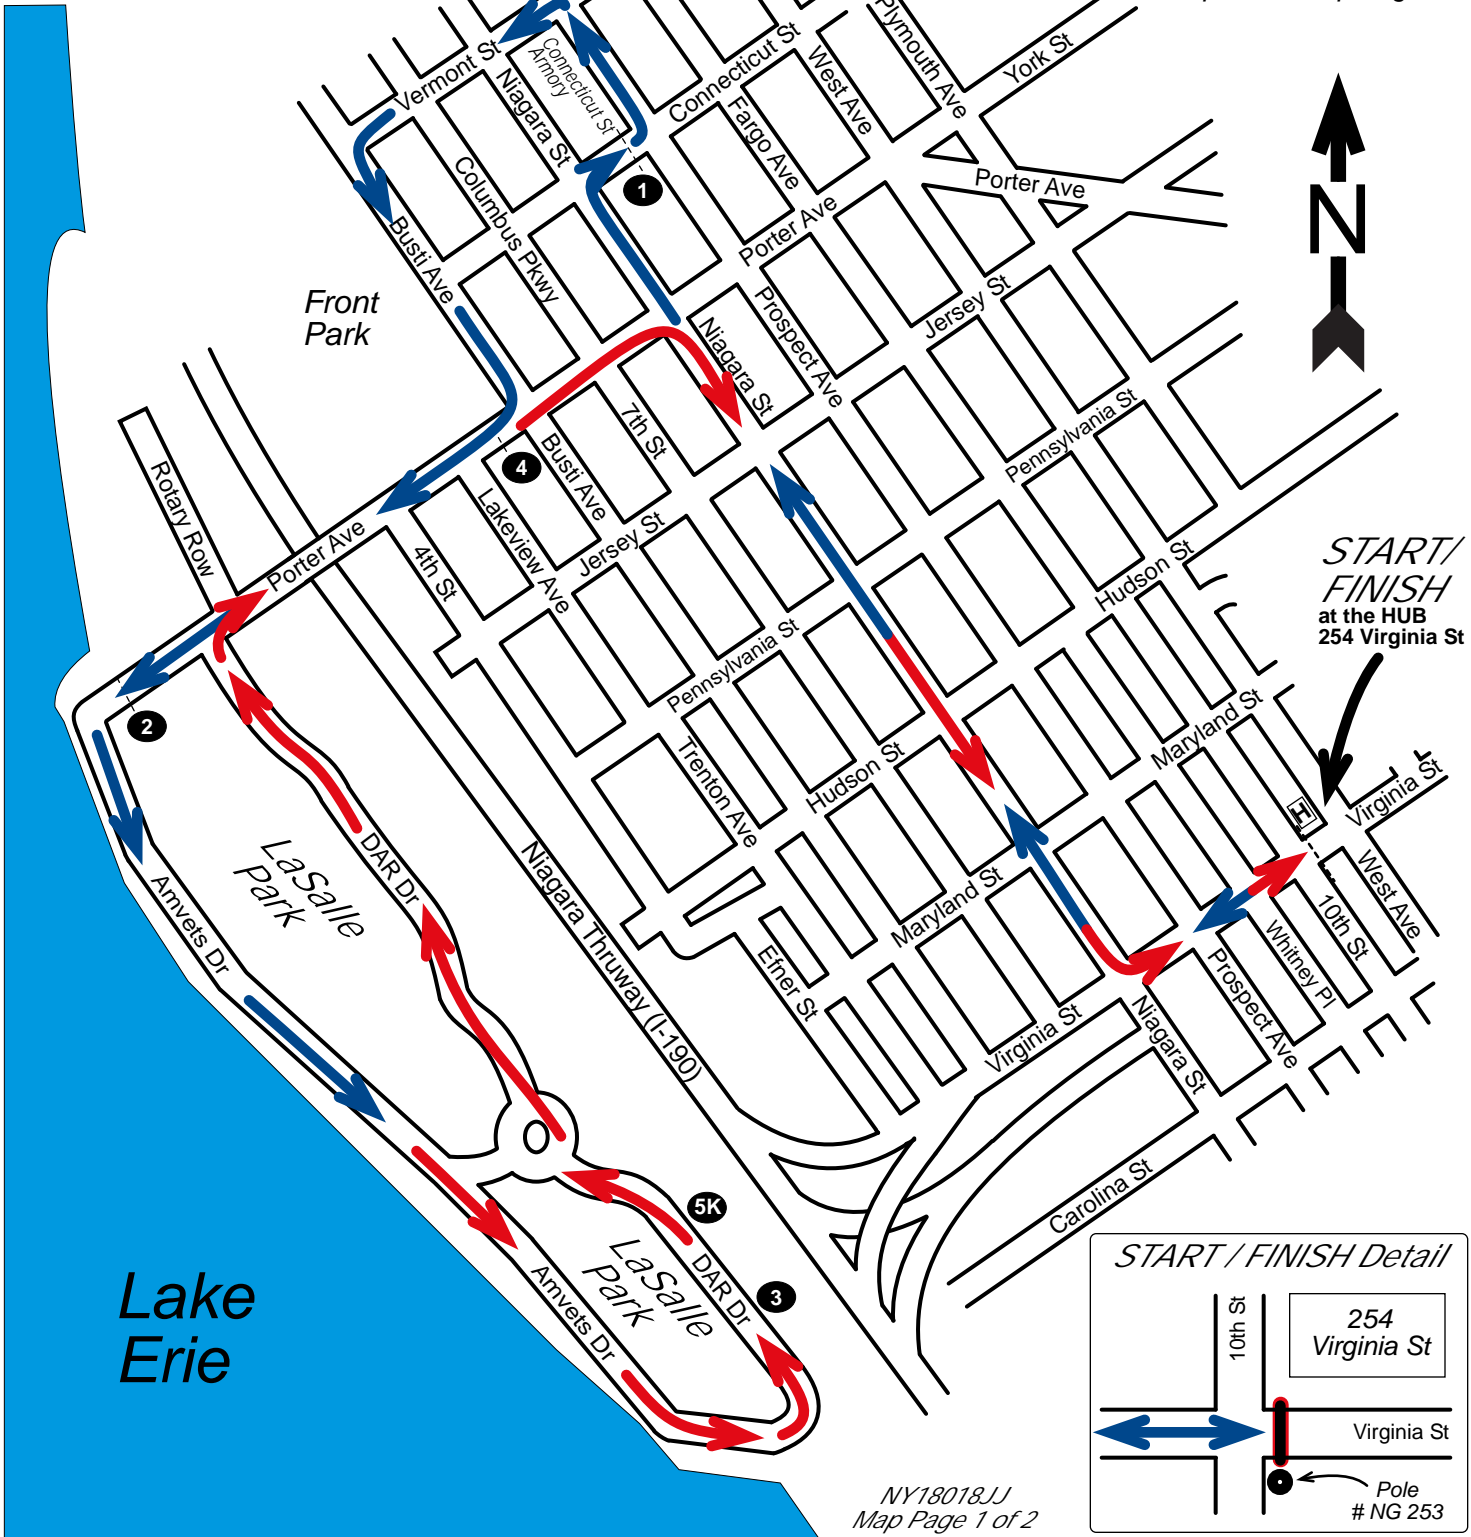 York St
Plymouth Ave
Connecticut St
West Ave
Vermont St
Connecticut St
Armory
Niagara St
Fargo Ave
Porter Ave
1
N
Columbus Pkwy
Porter Ave
Busti Ave
Front
Park
Jersey St
Prospect Ave
Niagara St
7th St
Pennsylvania St
4
Busti Ave
Rotary Row
Lakeview Ave
Jersey St
Porter Ave
4th St
Hudson St
START/
FINISH
at the HUB
254 Virginia St
Pennsylvania St
2
Maryland St
Trenton Ave
Hudson St
Virginia St
H
LaSalle
Park
DAR Dr
Niagara Thruway (I-190)
West Ave
10th St
Maryland St
Amvets Dr
Whitney Pl
Efner St
Prospect Ave
Virginia St
Niagara St
5K
Carolina St
LaSalle
Park
DAR Dr
3
Amvets Dr
Lake
Erie
START / FINISH Detail
10th St
254
Virginia St
Virginia St
Pole
# NG 253
NY18018JJ
Map Page 1 of 2